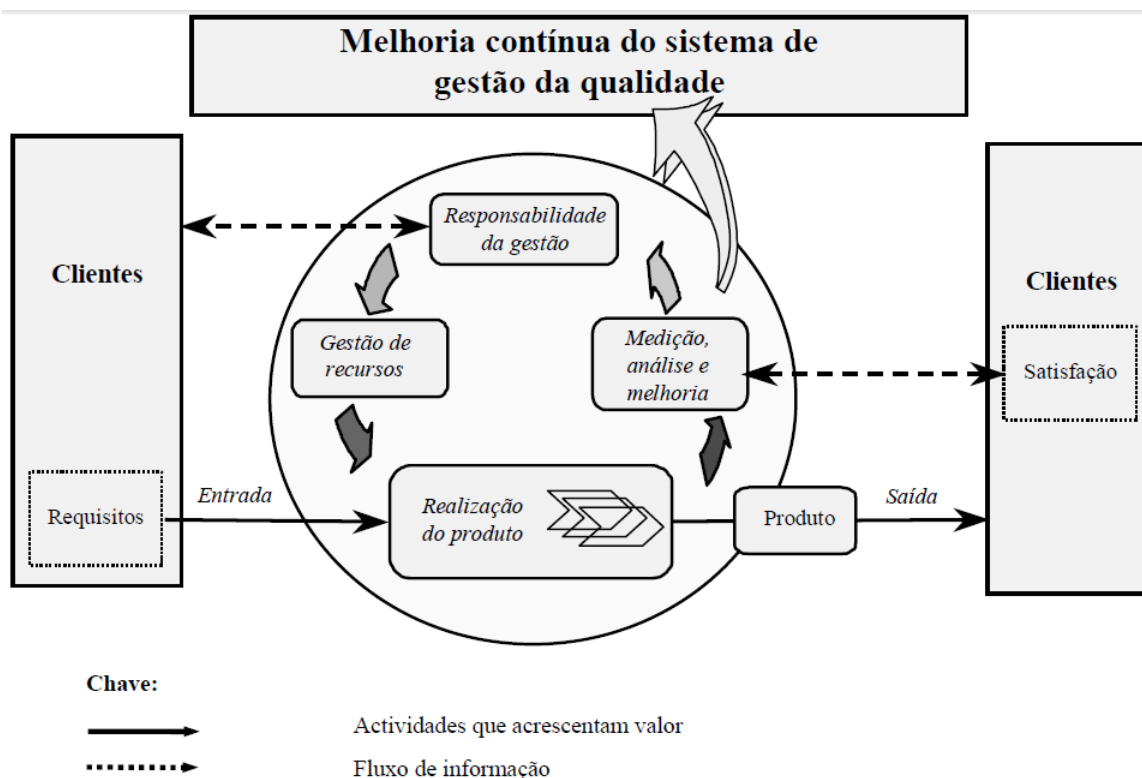 Melhoria contínua do sistema de
gestão da qualidade
Responsabilidade
da gestão
Clientes
Clientes
Gestão de
recursos
Medição,
análise e
melhoria
Satisfação
Entrada
Requisitos
Realização
do produto
Produto
Saída
Chave:
Actividades que acrescentam valor
Fluxo de informação